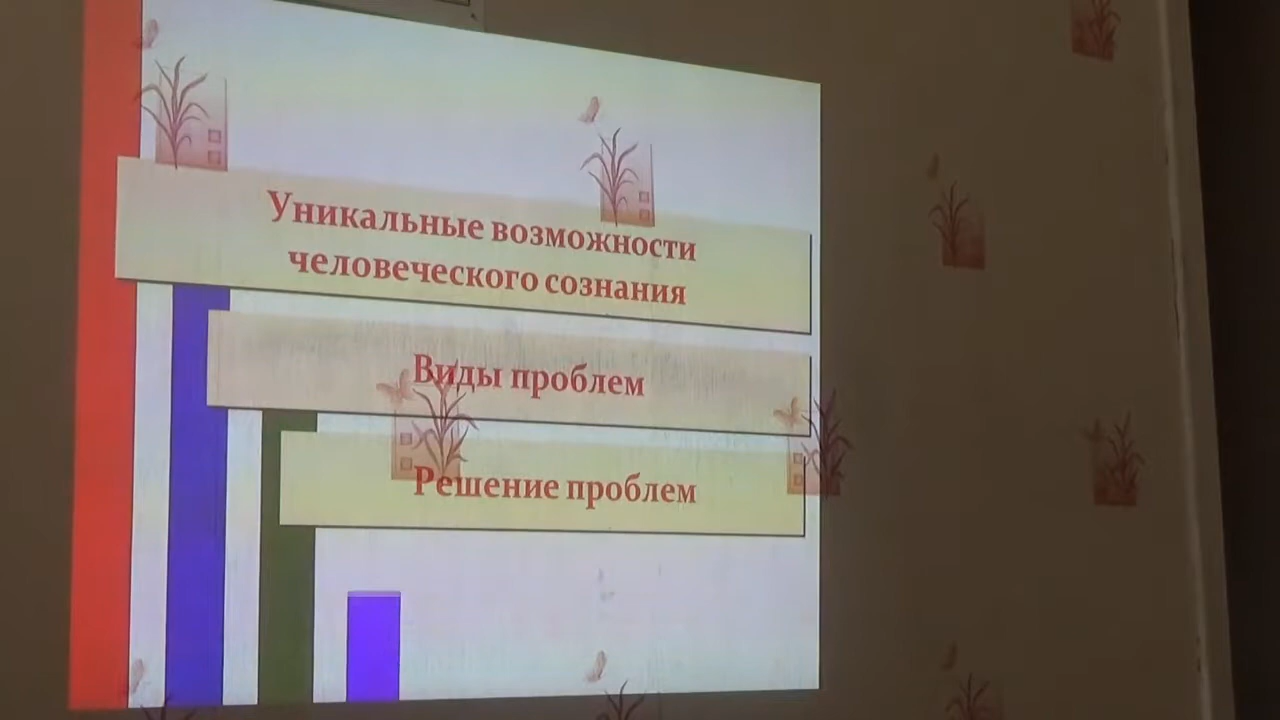 Уникальные возможности
человеческого сознания
Виды проблем
Решение проблем